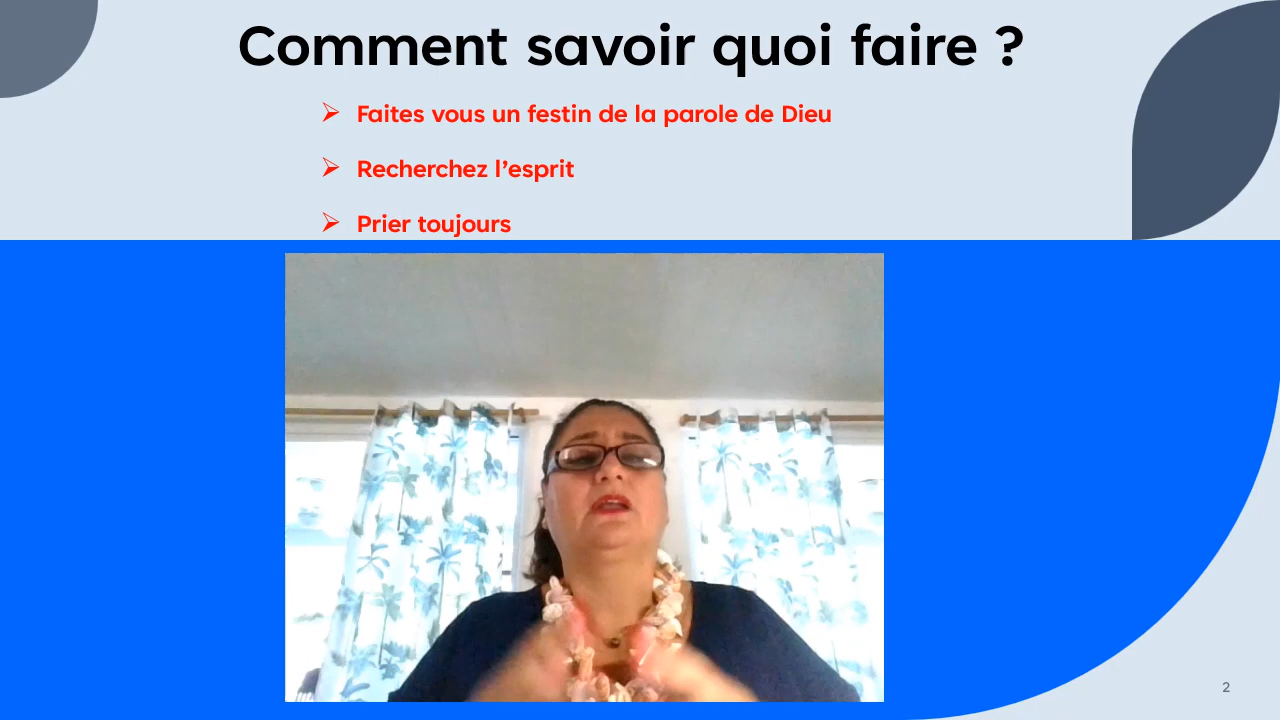 Comment savoir quoi faire ?
➢ Faites vous un festin de la parole de Dieu
➢ Recherchez l’esprit
➢ Prier toujours
2